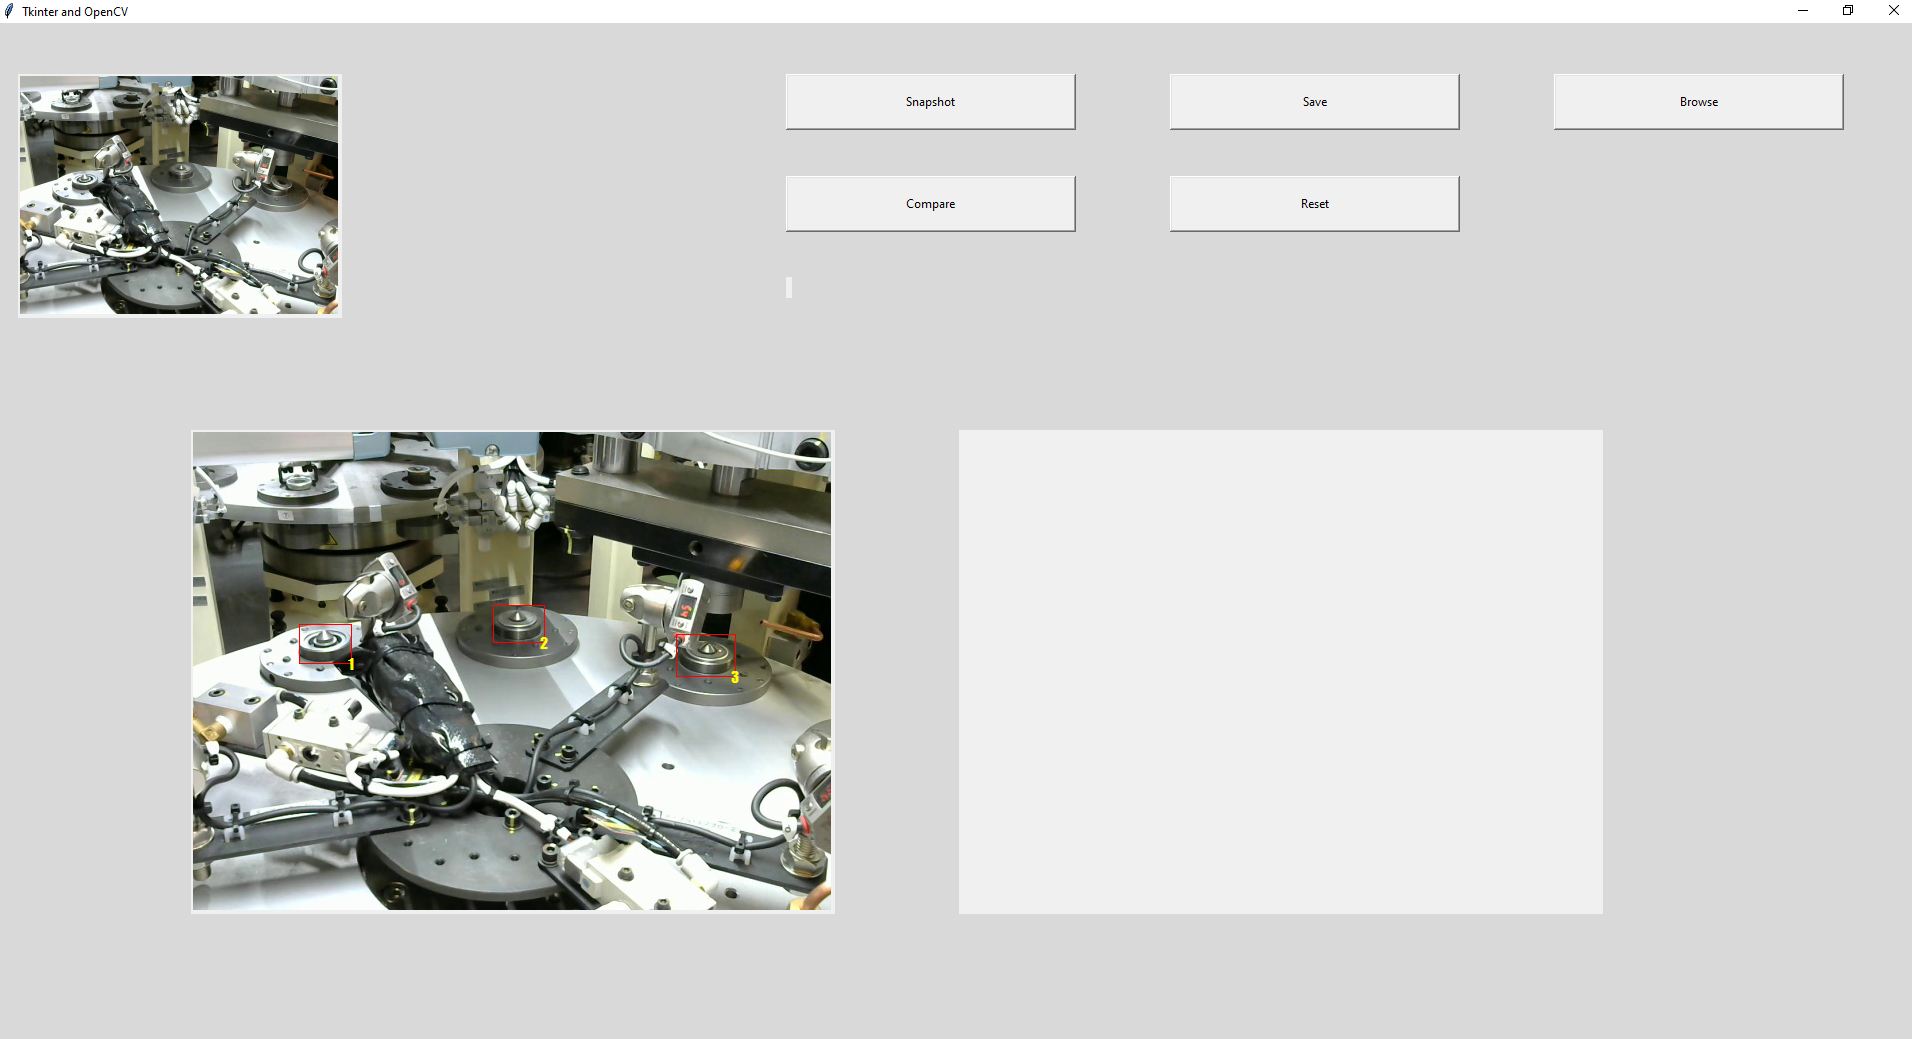 Tkinter and OpenCV
Snapshot
Save
Browse
Compare
Reset
1
2
3